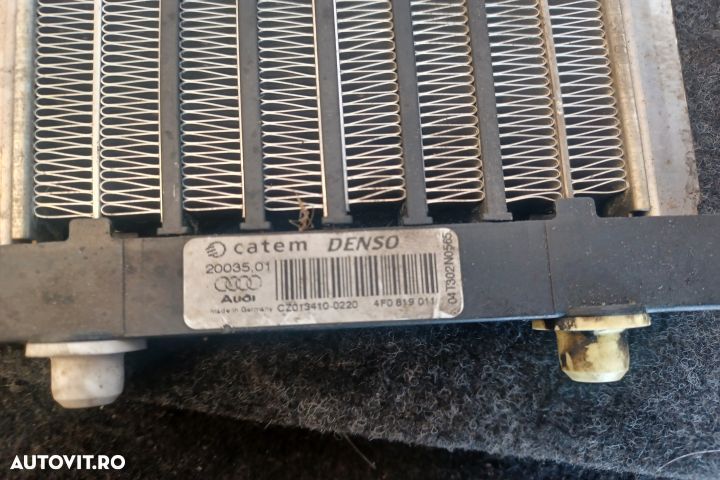 catem DENSO
20035.01
Audi
Made in Germany CZ013410-0220 4F0 819 011
04T302N0565
AUTOVIT.RO